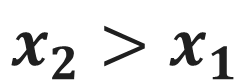 x₂ > x₁